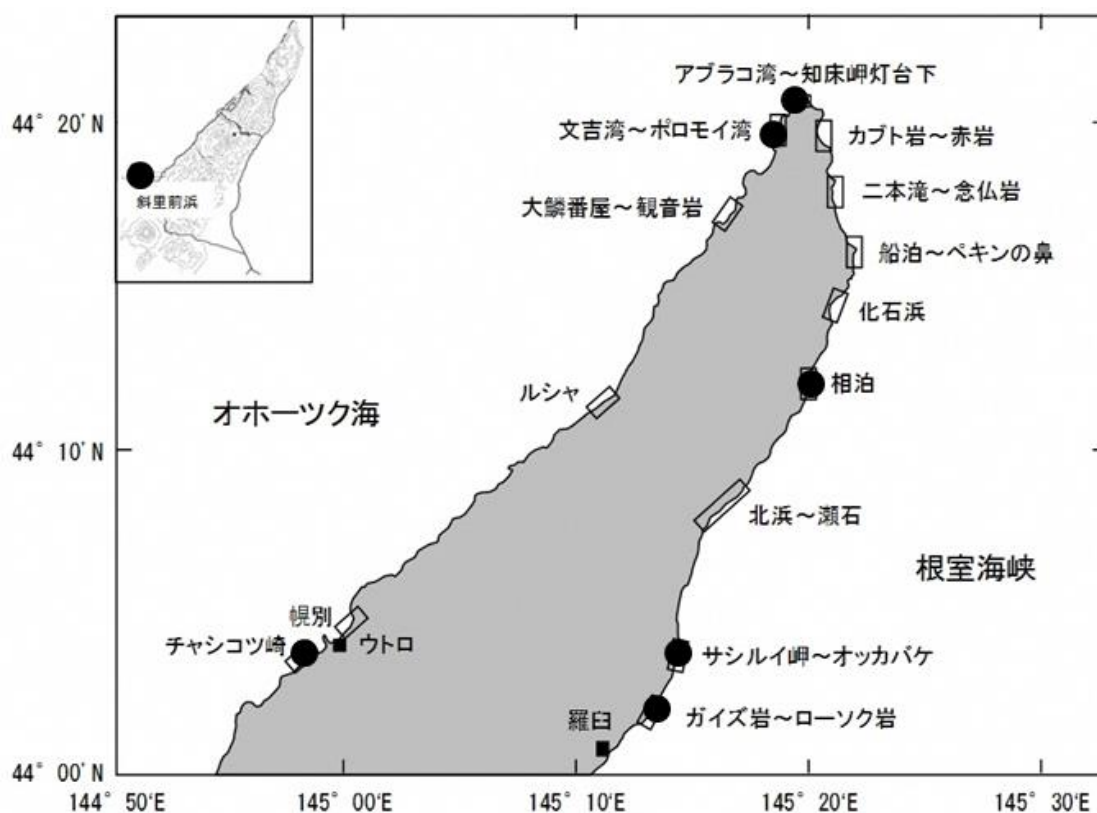 アブラコ湾～知床岬灯台下
44° 20' N
文吉湾～ポロモイ湾
カブト岩～赤岩
斜里前浜
大鱗番屋～観音岩
二本滝～念仏岩
船泊～ペキンの鼻
化石浜
ルシャ
相泊
オホーツク海
44° 10' N
北浜～瀬石
根室海峡
幌別
チャシコツ崎
ウトロ
サシルイ岬～オッカバケ
羅臼
ガイズ岩～ローソク岩
44° 00' N
144° 50'E
145° 00'E
145° 10'E
145° 20'E
145° 30'E